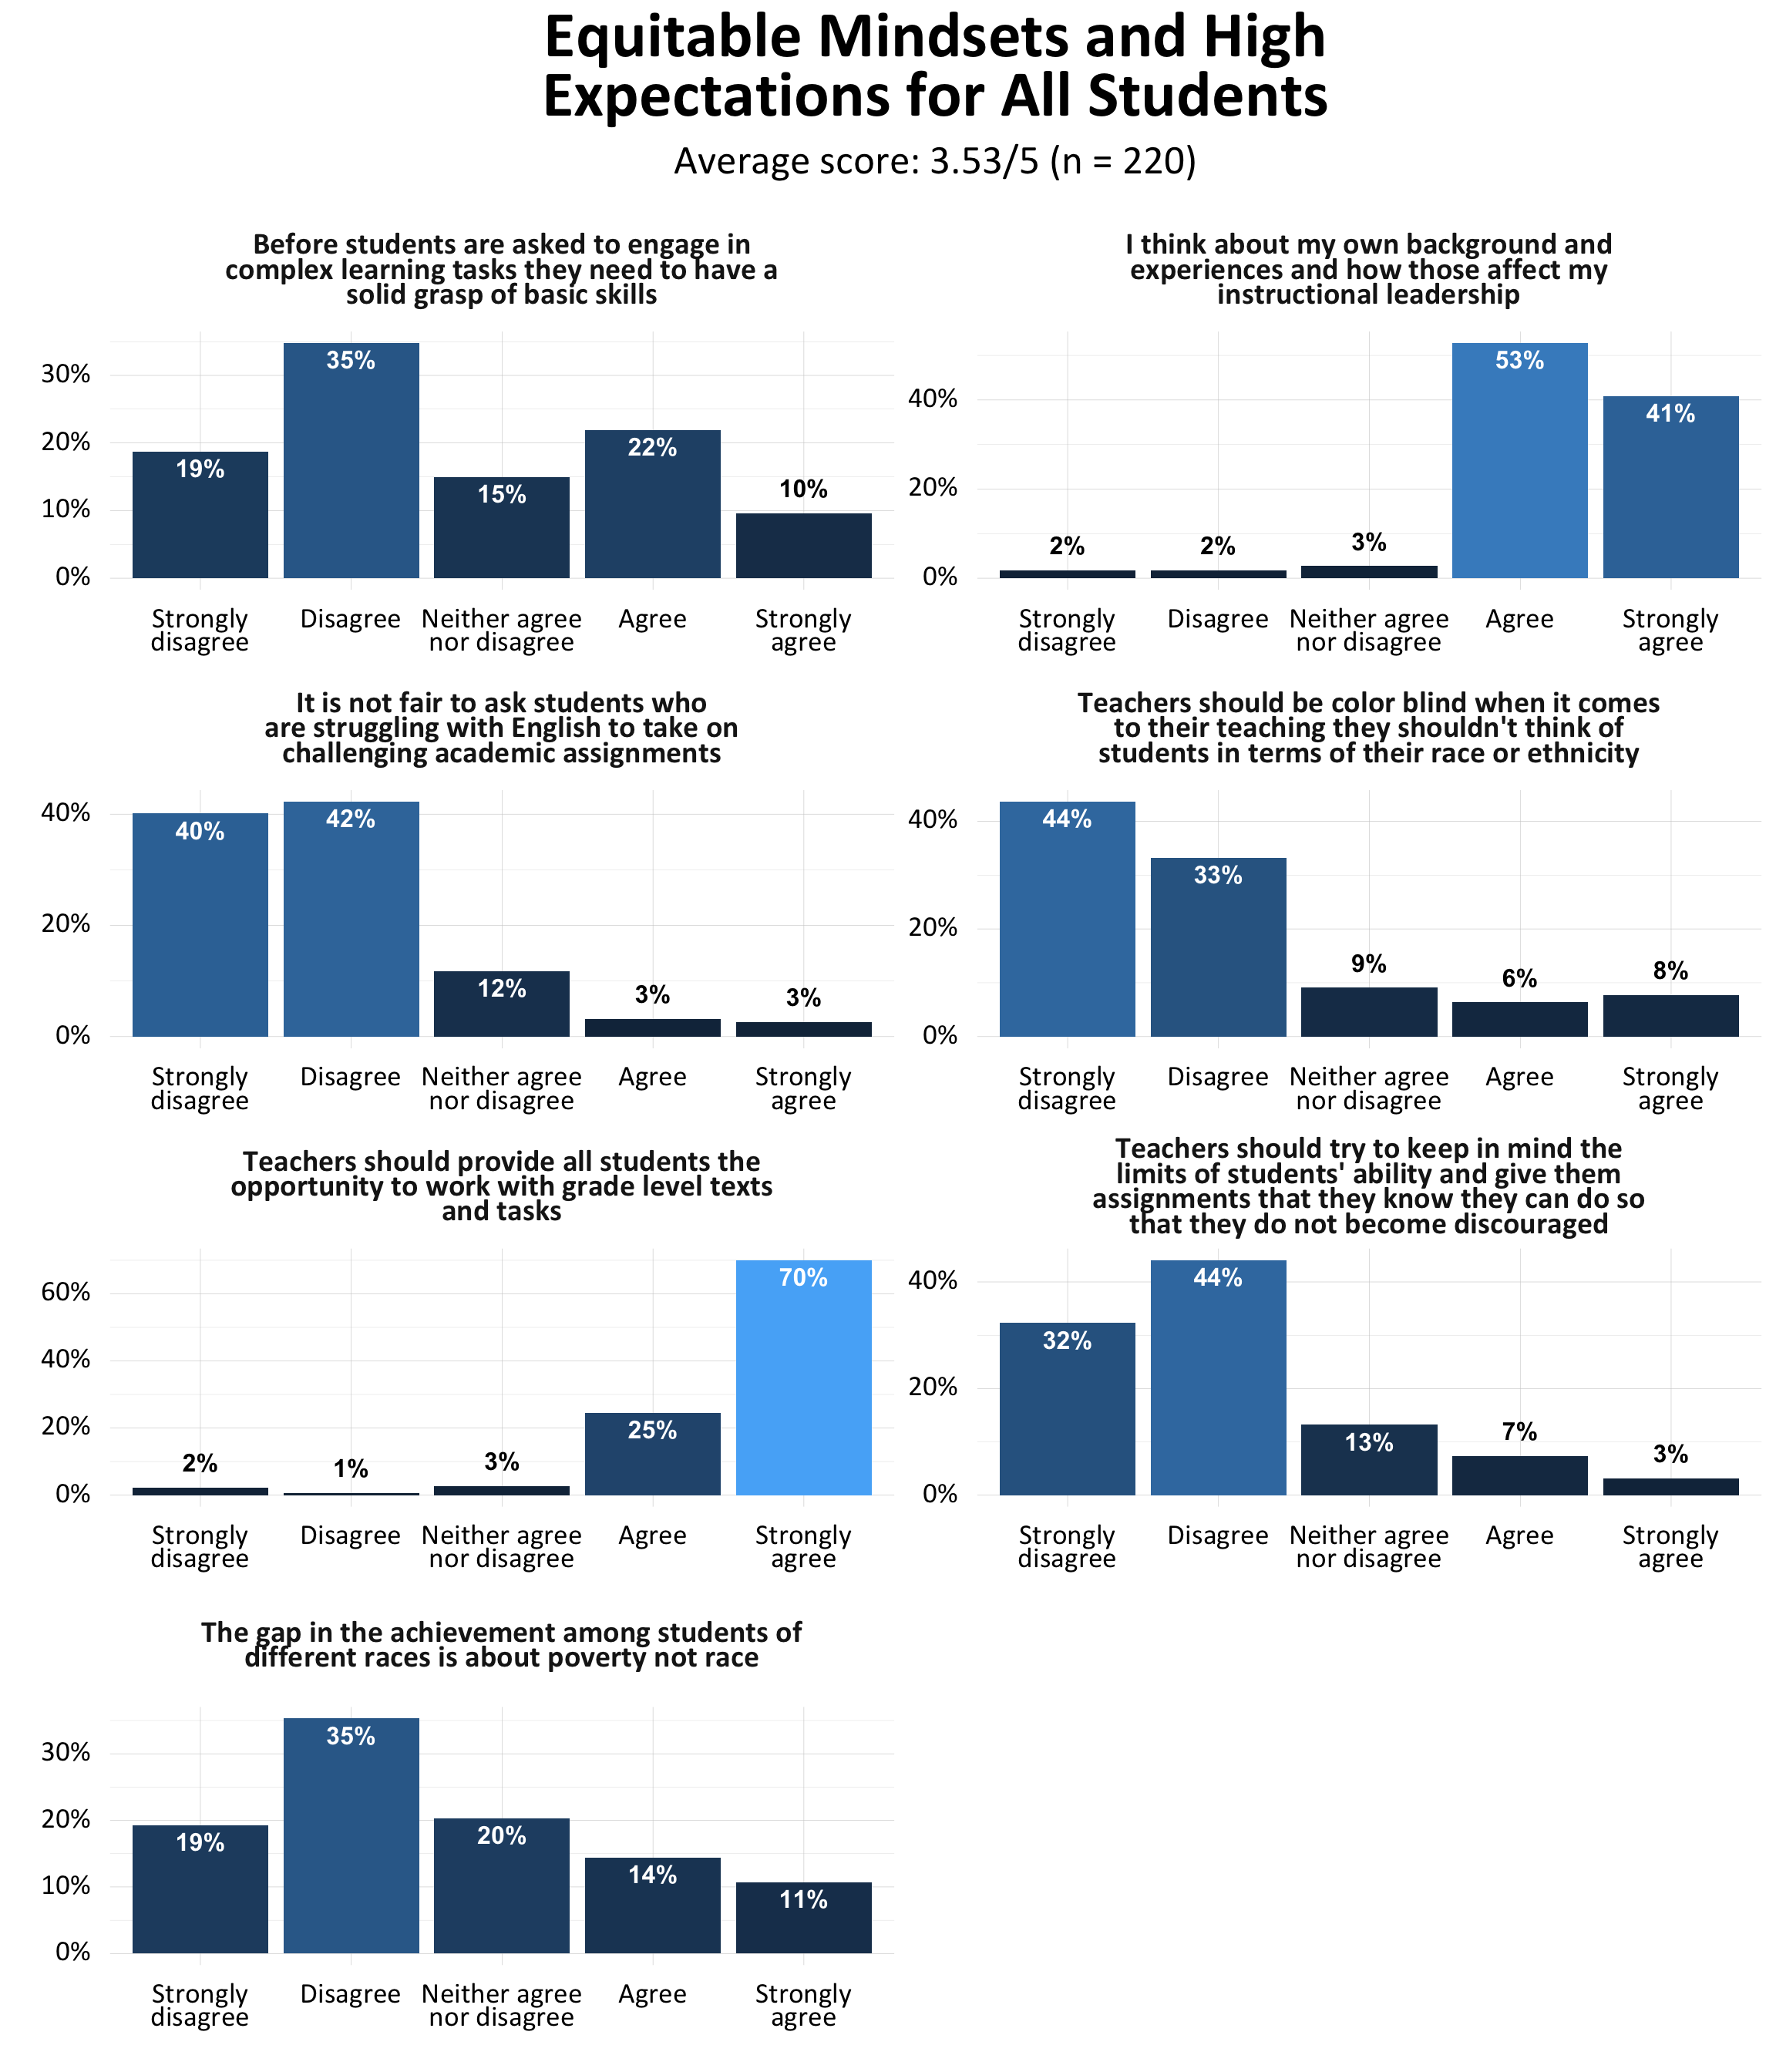 Equitable Mindsets and High
Expectations for All Students
Average score: 3.53/5 (n = 220)
Before students are asked to engage in
complex learning tasks they need to have a
solid grasp of basic skills
30%
20%
10%
0%
35%
19%
15%
22%
10%
Strongly
disagree
Disagree
Neither agree
nor disagree
Agree
Strongly
agree
I think about my own background and
experiences and how those affect my
instructional leadership
40%
20%
0%
2%
2%
3%
53%
41%
Strongly
disagree
Disagree
Neither agree
nor disagree
Agree
Strongly
agree
It is not fair to ask students who
are struggling with English to take on
challenging academic assignments
40%
20%
0%
40%
42%
12%
3%
3%
Strongly
disagree
Disagree
Neither agree
nor disagree
Agree
Strongly
agree
Teachers should be color blind when it comes
to their teaching they shouldn't think of
students in terms of their race or ethnicity
40%
20%
0%
44%
33%
9%
6%
8%
Strongly
disagree
Disagree
Neither agree
nor disagree
Agree
Strongly
agree
Teachers should provide all students the
opportunity to work with grade level texts
and tasks
60%
40%
20%
0%
2%
1%
3%
25%
70%
Strongly
disagree
Disagree
Neither agree
nor disagree
Agree
Strongly
agree
Teachers should try to keep in mind the
limits of students' ability and give them
assignments that they know they can do so
that they do not become discouraged
40%
20%
0%
32%
44%
13%
7%
3%
Strongly
disagree
Disagree
Neither agree
nor disagree
Agree
Strongly
agree
The gap in the achievement among students of
different races is about poverty not race
30%
20%
10%
0%
19%
35%
20%
14%
11%
Strongly
disagree
Disagree
Neither agree
nor disagree
Agree
Strongly
agree